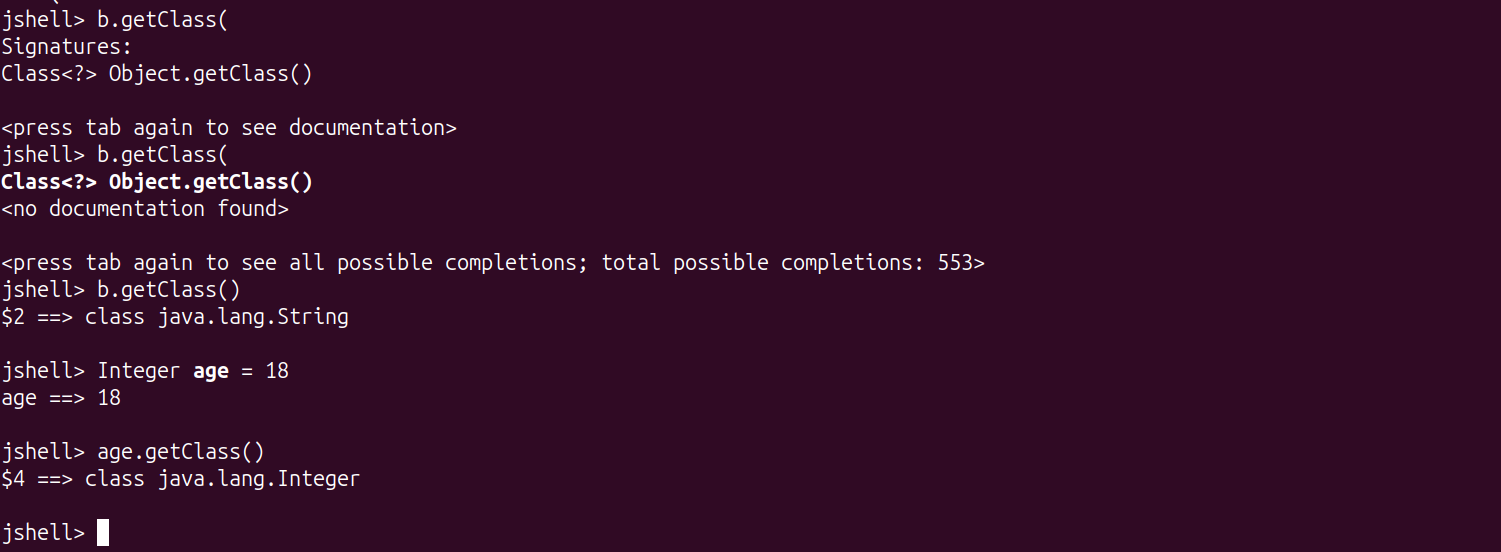 jshell> b.getClass(
Signatures:
Class<?> Object.getClass()
<press tab again to see documentation>
jshell> b.getClass(
Class<?> Object.getClass()
<no documentation found>
<press tab again to see all possible completions; total possible completions: 553>
jshell> b.getClass()
$2 ==> class java.lang.String
jshell> Integer age = 18
age ==> 18
jshell> age.getClass()
$4 ==> class java.lang.Integer
jshell>